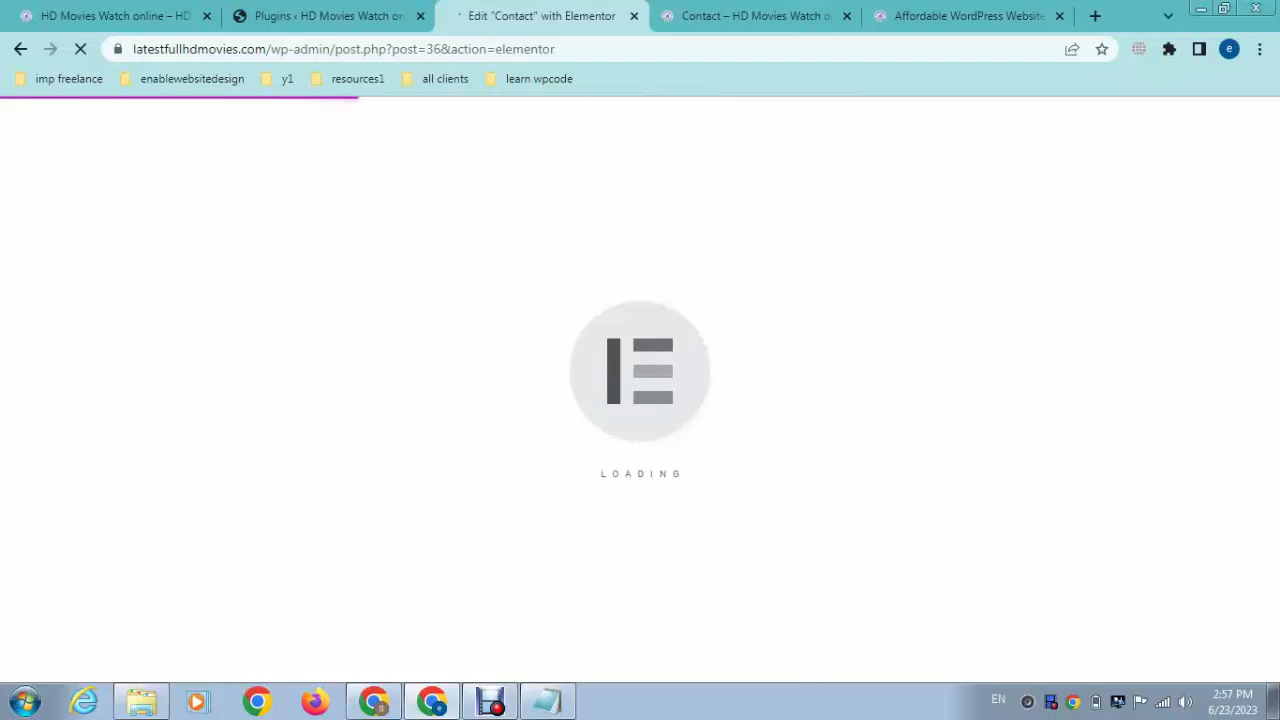 HD Movies Watch online – HD
Plugins ‹ HD Movies Watch on
Edit "Contact" with Elementor
Contact – HD Movies Watch o
Affordable WordPress Website
latestfullhdmovies.com/wp-admin/post.php?post=36&action=elementor
e
imp freelance
enablewebsitedesign
y1
resources1
all clients
learn wpcode
LOADING
EN
2:57 PM
6/23/2023